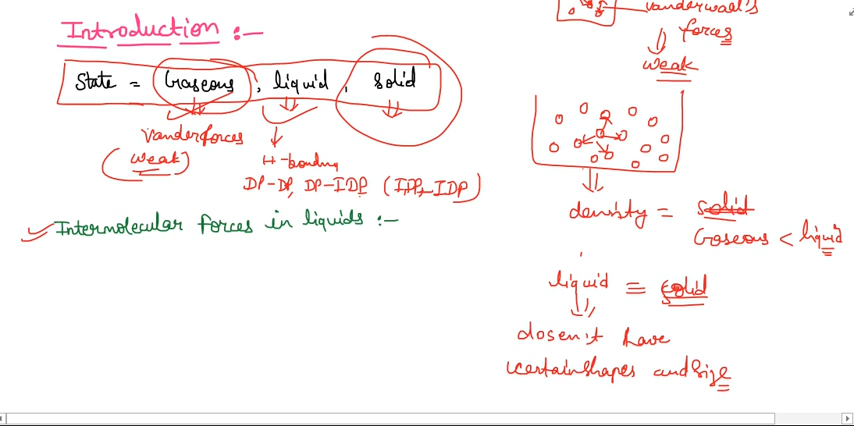 Introduction :-
State = Gaseous, liquid, solid
vanderforces
(weak)
H-bonding
DP-DP, DP-IDP (IDP-IDP)
Intermolecular forces in liquids :-
vanderwaal's
forces
weak
density = solid
Gaseous < liquid
liquid ≡ solid
dosen't have
certain shapes and size